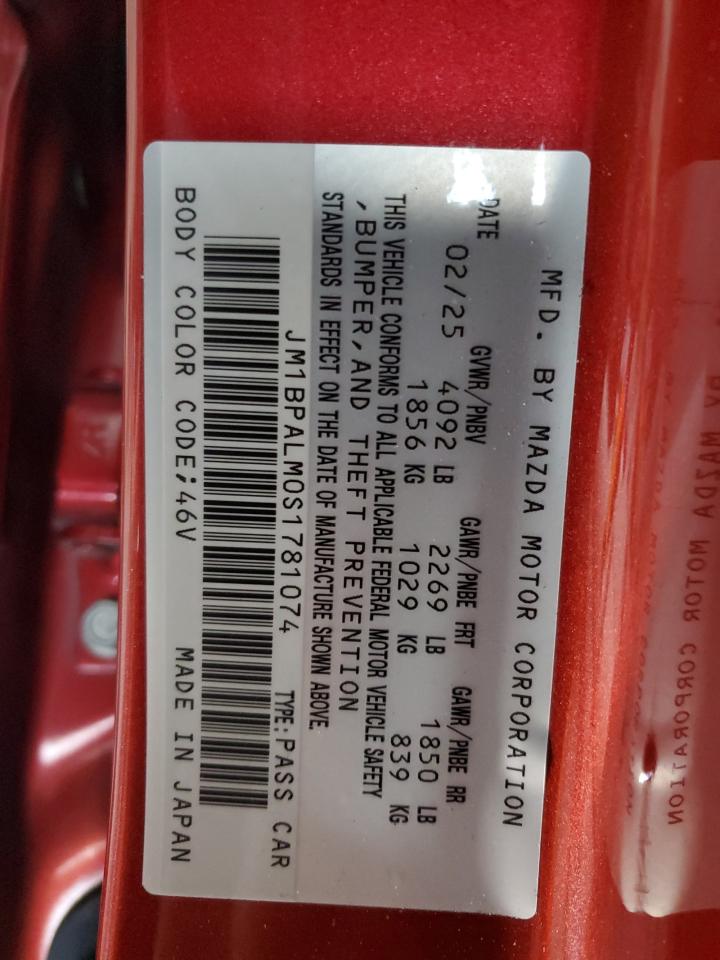 MFD. BY MAZDA MOTOR CORPORATION
DATE GVWR/PNBV GAWR/PNBE FRT GAWR/PNBE RR
02/25 4092 LB 2269 LB 1850 LB
1856 KG 1029 KG 839 KG
THIS VEHICLE CONFORMS TO ALL APPLICABLE FEDERAL MOTOR VEHICLE SAFETY
, BUMPER, AND THEFT PREVENTION
STANDARDS IN EFFECT ON THE DATE OF MANUFACTURE SHOWN ABOVE.
JM1BPALM0S1781074 TYPE: PASS CAR
BODY COLOR CODE;46V MADE IN JAPAN